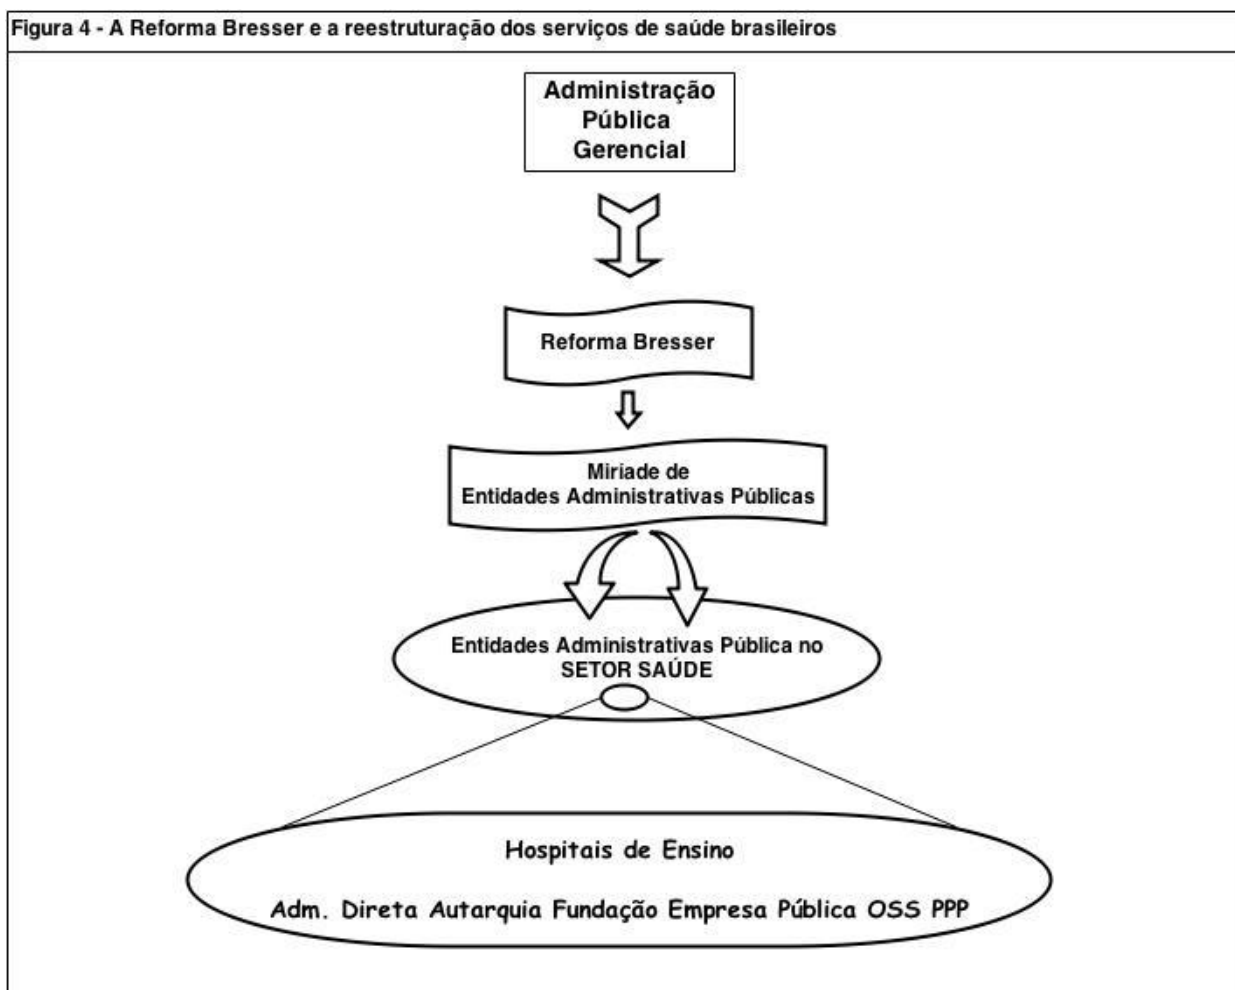 Figura 4 - A Reforma Bresser e a reestruturação dos serviços de saúde brasileiros
Administração
Pública
Gerencial
Reforma Bresser
Miriade de
Entidades Administrativas Públicas
Entidades Administrativas Pública no
SETOR SAÚDE
Hospitais de Ensino
Adm. Direta Autarquia Fundação Empresa Pública OSS PPP